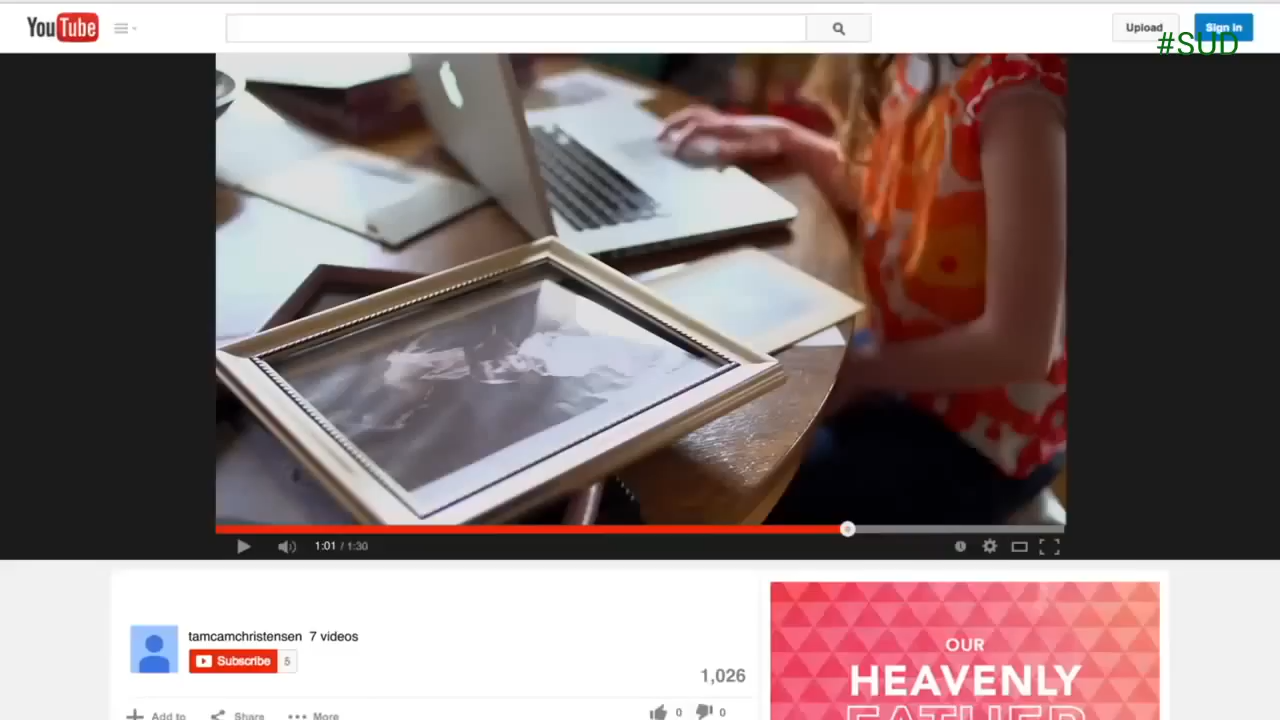 YouTube
Upload
Sign in
#SUD
1:01 / 1:30
tamcamchristensen 7 videos
Subscribe 5
1,026
Add to Share More
0 0
OUR
HEAVENLY
FATHER